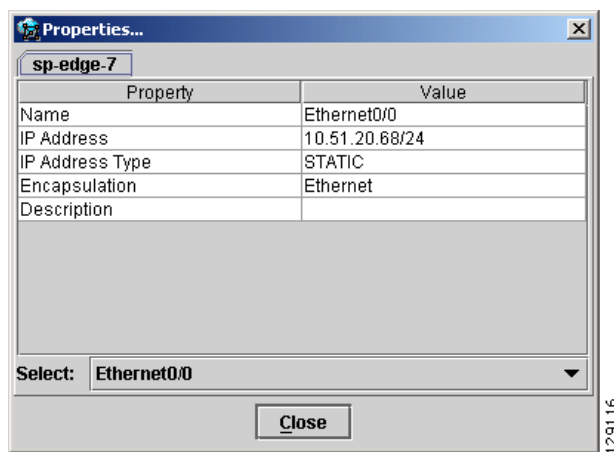 Properties...
sp-edge-7
Property Value
Name Ethernet0/0
IP Address 10.51.20.68/24
IP Address Type STATIC
Encapsulation Ethernet
Description
Select: Ethernet0/0
Close
129116